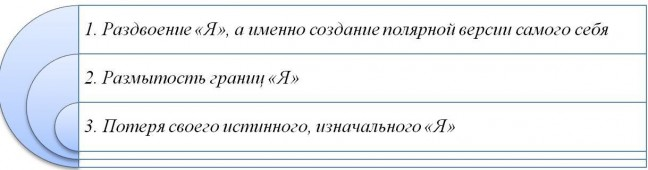 1. Раздвоение «Я», а именно создание полярной версии самого себя
2. Размытость границ «Я»
3. Потеря своего истинного, изначального «Я»